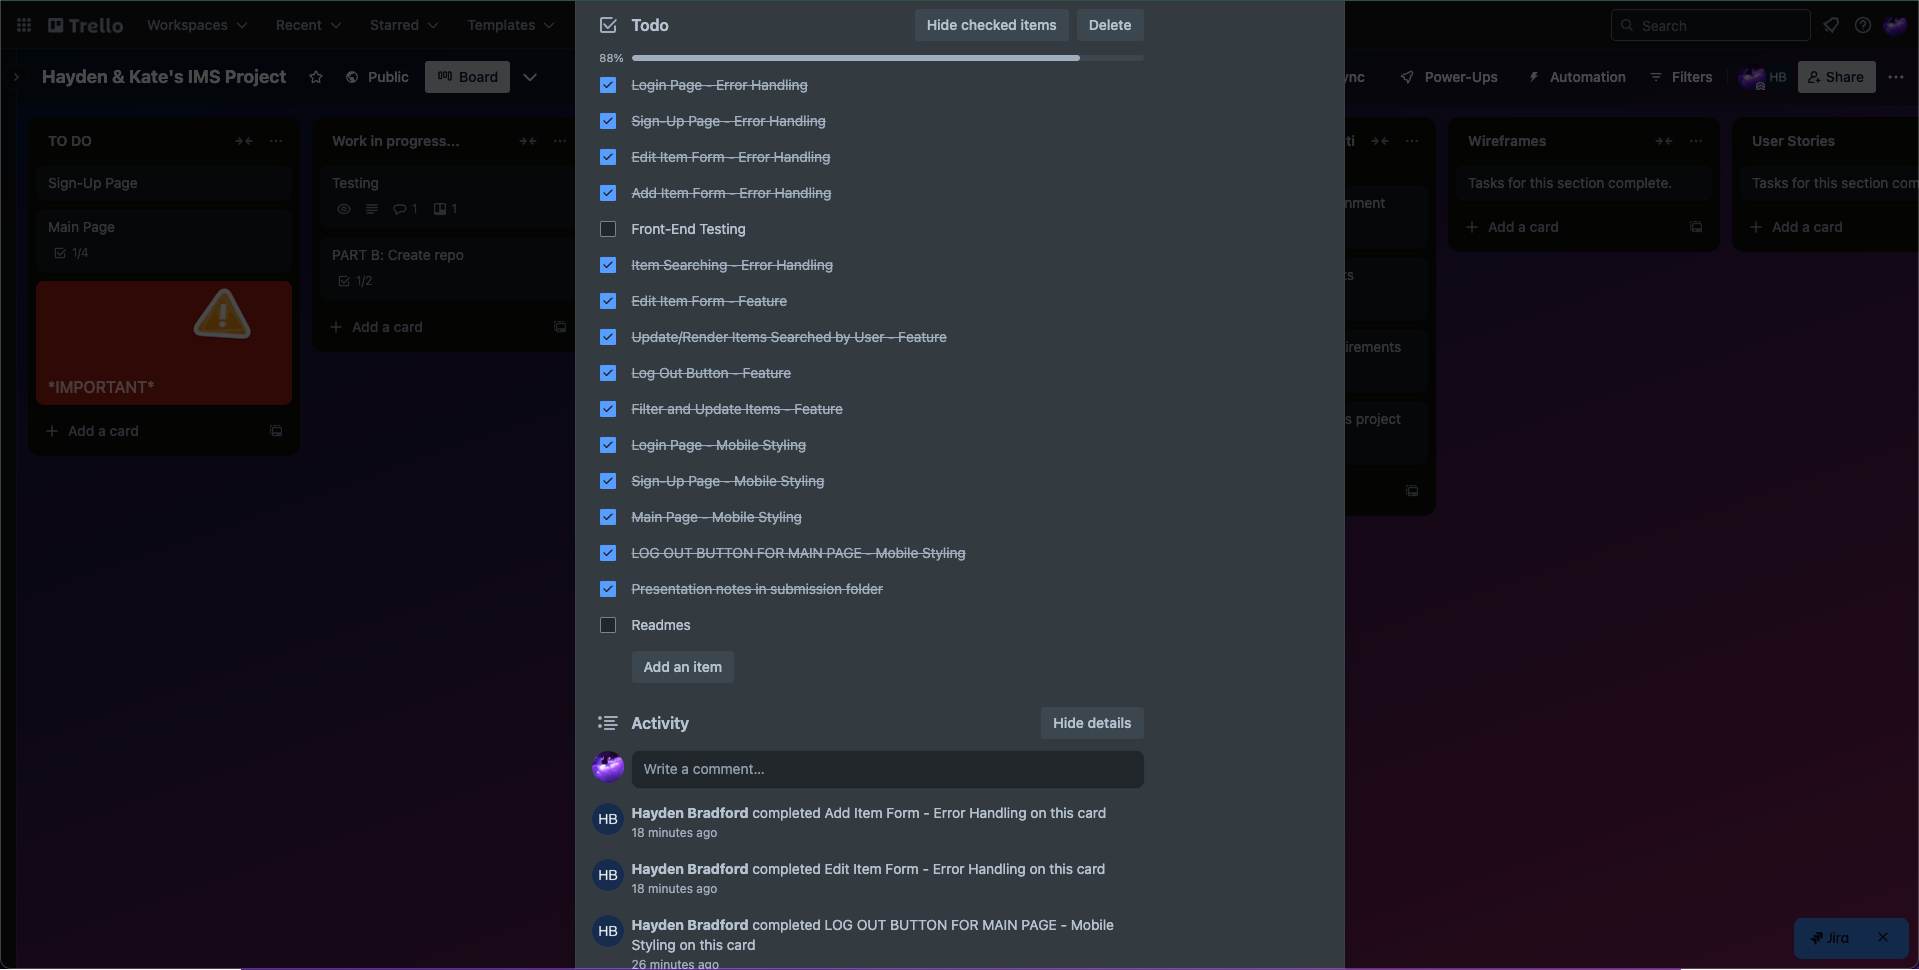 Trello
Workspaces
Recent
Starred
Templates
Search
Hayden & Kate's IMS Project
Public
Board
Power-Ups
Automation
Filters
HB
Share
TO DO
Sign-Up Page
Main Page
1/4
*IMPORTANT*
Add a card
Work in progress...
Testing
1
1
PART B: Create repo
1/2
Add a card
Todo
Hide checked items
Delete
88%
Login Page - Error Handling
Sign-Up Page - Error Handling
Edit Item Form - Error Handling
Add Item Form - Error Handling
Front-End Testing
Item Searching - Error Handling
Edit Item Form - Feature
Update/Render Items Searched by User - Feature
Log Out Button - Feature
Filter and Update Items - Feature
Login Page - Mobile Styling
Sign-Up Page - Mobile Styling
Main Page - Mobile Styling
LOG OUT BUTTON FOR MAIN PAGE - Mobile Styling
Presentation notes in submission folder
Readmes
Add an item
Activity
Hide details
Write a comment...
HB
Hayden Bradford completed Add Item Form - Error Handling on this card
18 minutes ago
HB
Hayden Bradford completed Edit Item Form - Error Handling on this card
18 minutes ago
HB
Hayden Bradford completed LOG OUT BUTTON FOR MAIN PAGE - Mobile
Styling on this card
26 minutes ago
s project
Wireframes
Tasks for this section complete.
Add a card
User Stories
Tasks for this section com
Add a card
Jira